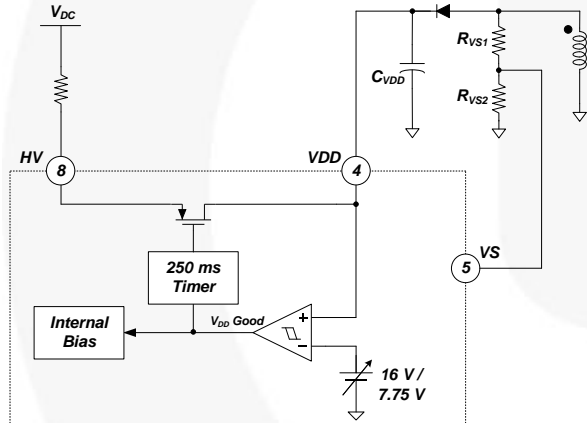 VDC
RVS1
CVDD
RVS2
HV
VDD
8
4
VS
5
250 ms
Timer
Internal
Bias
VDD Good
+
-
16 V /
7.75 V